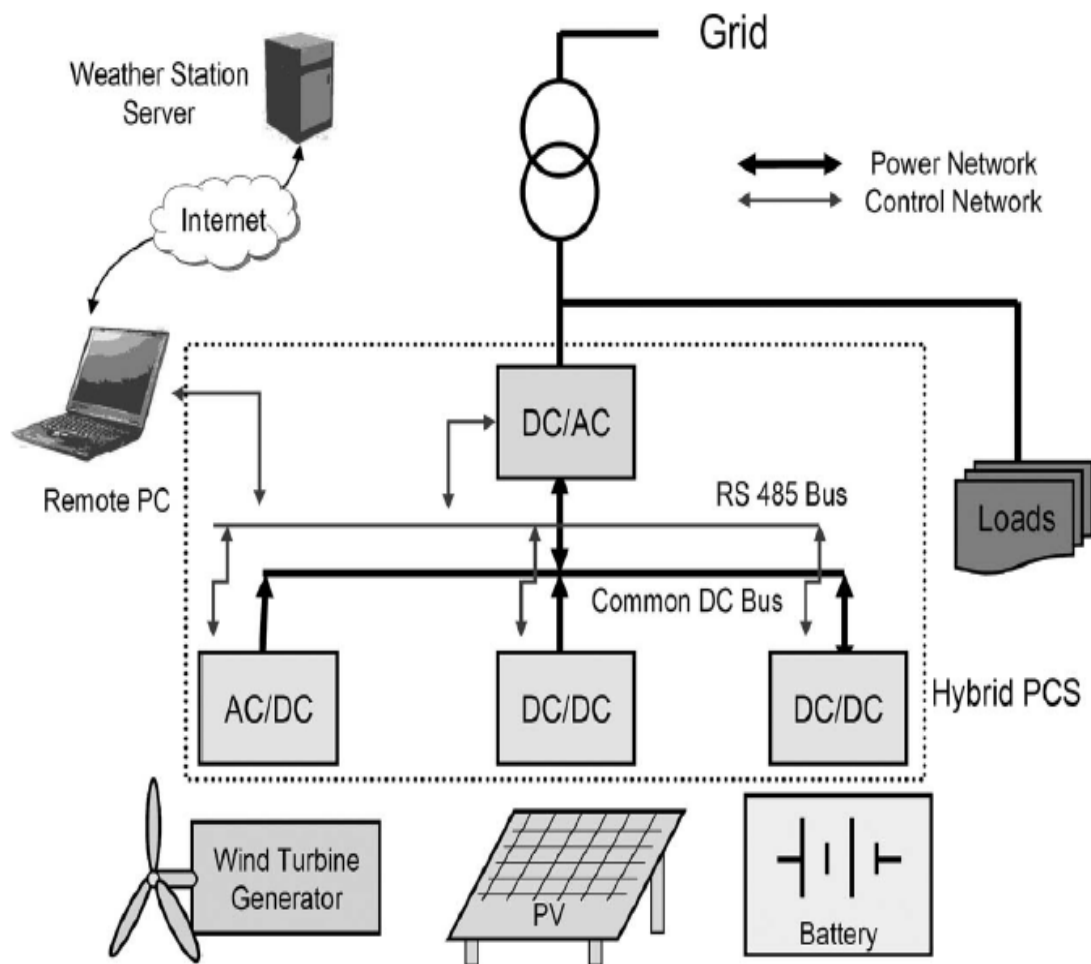 Grid
Weather Station
Server
Internet
Power Network
Control Network
DC/AC
Remote PC
RS 485 Bus
Loads
Common DC Bus
AC/DC
DC/DC
DC/DC
Hybrid PCS
Wind Turbine
Generator
PV
Battery